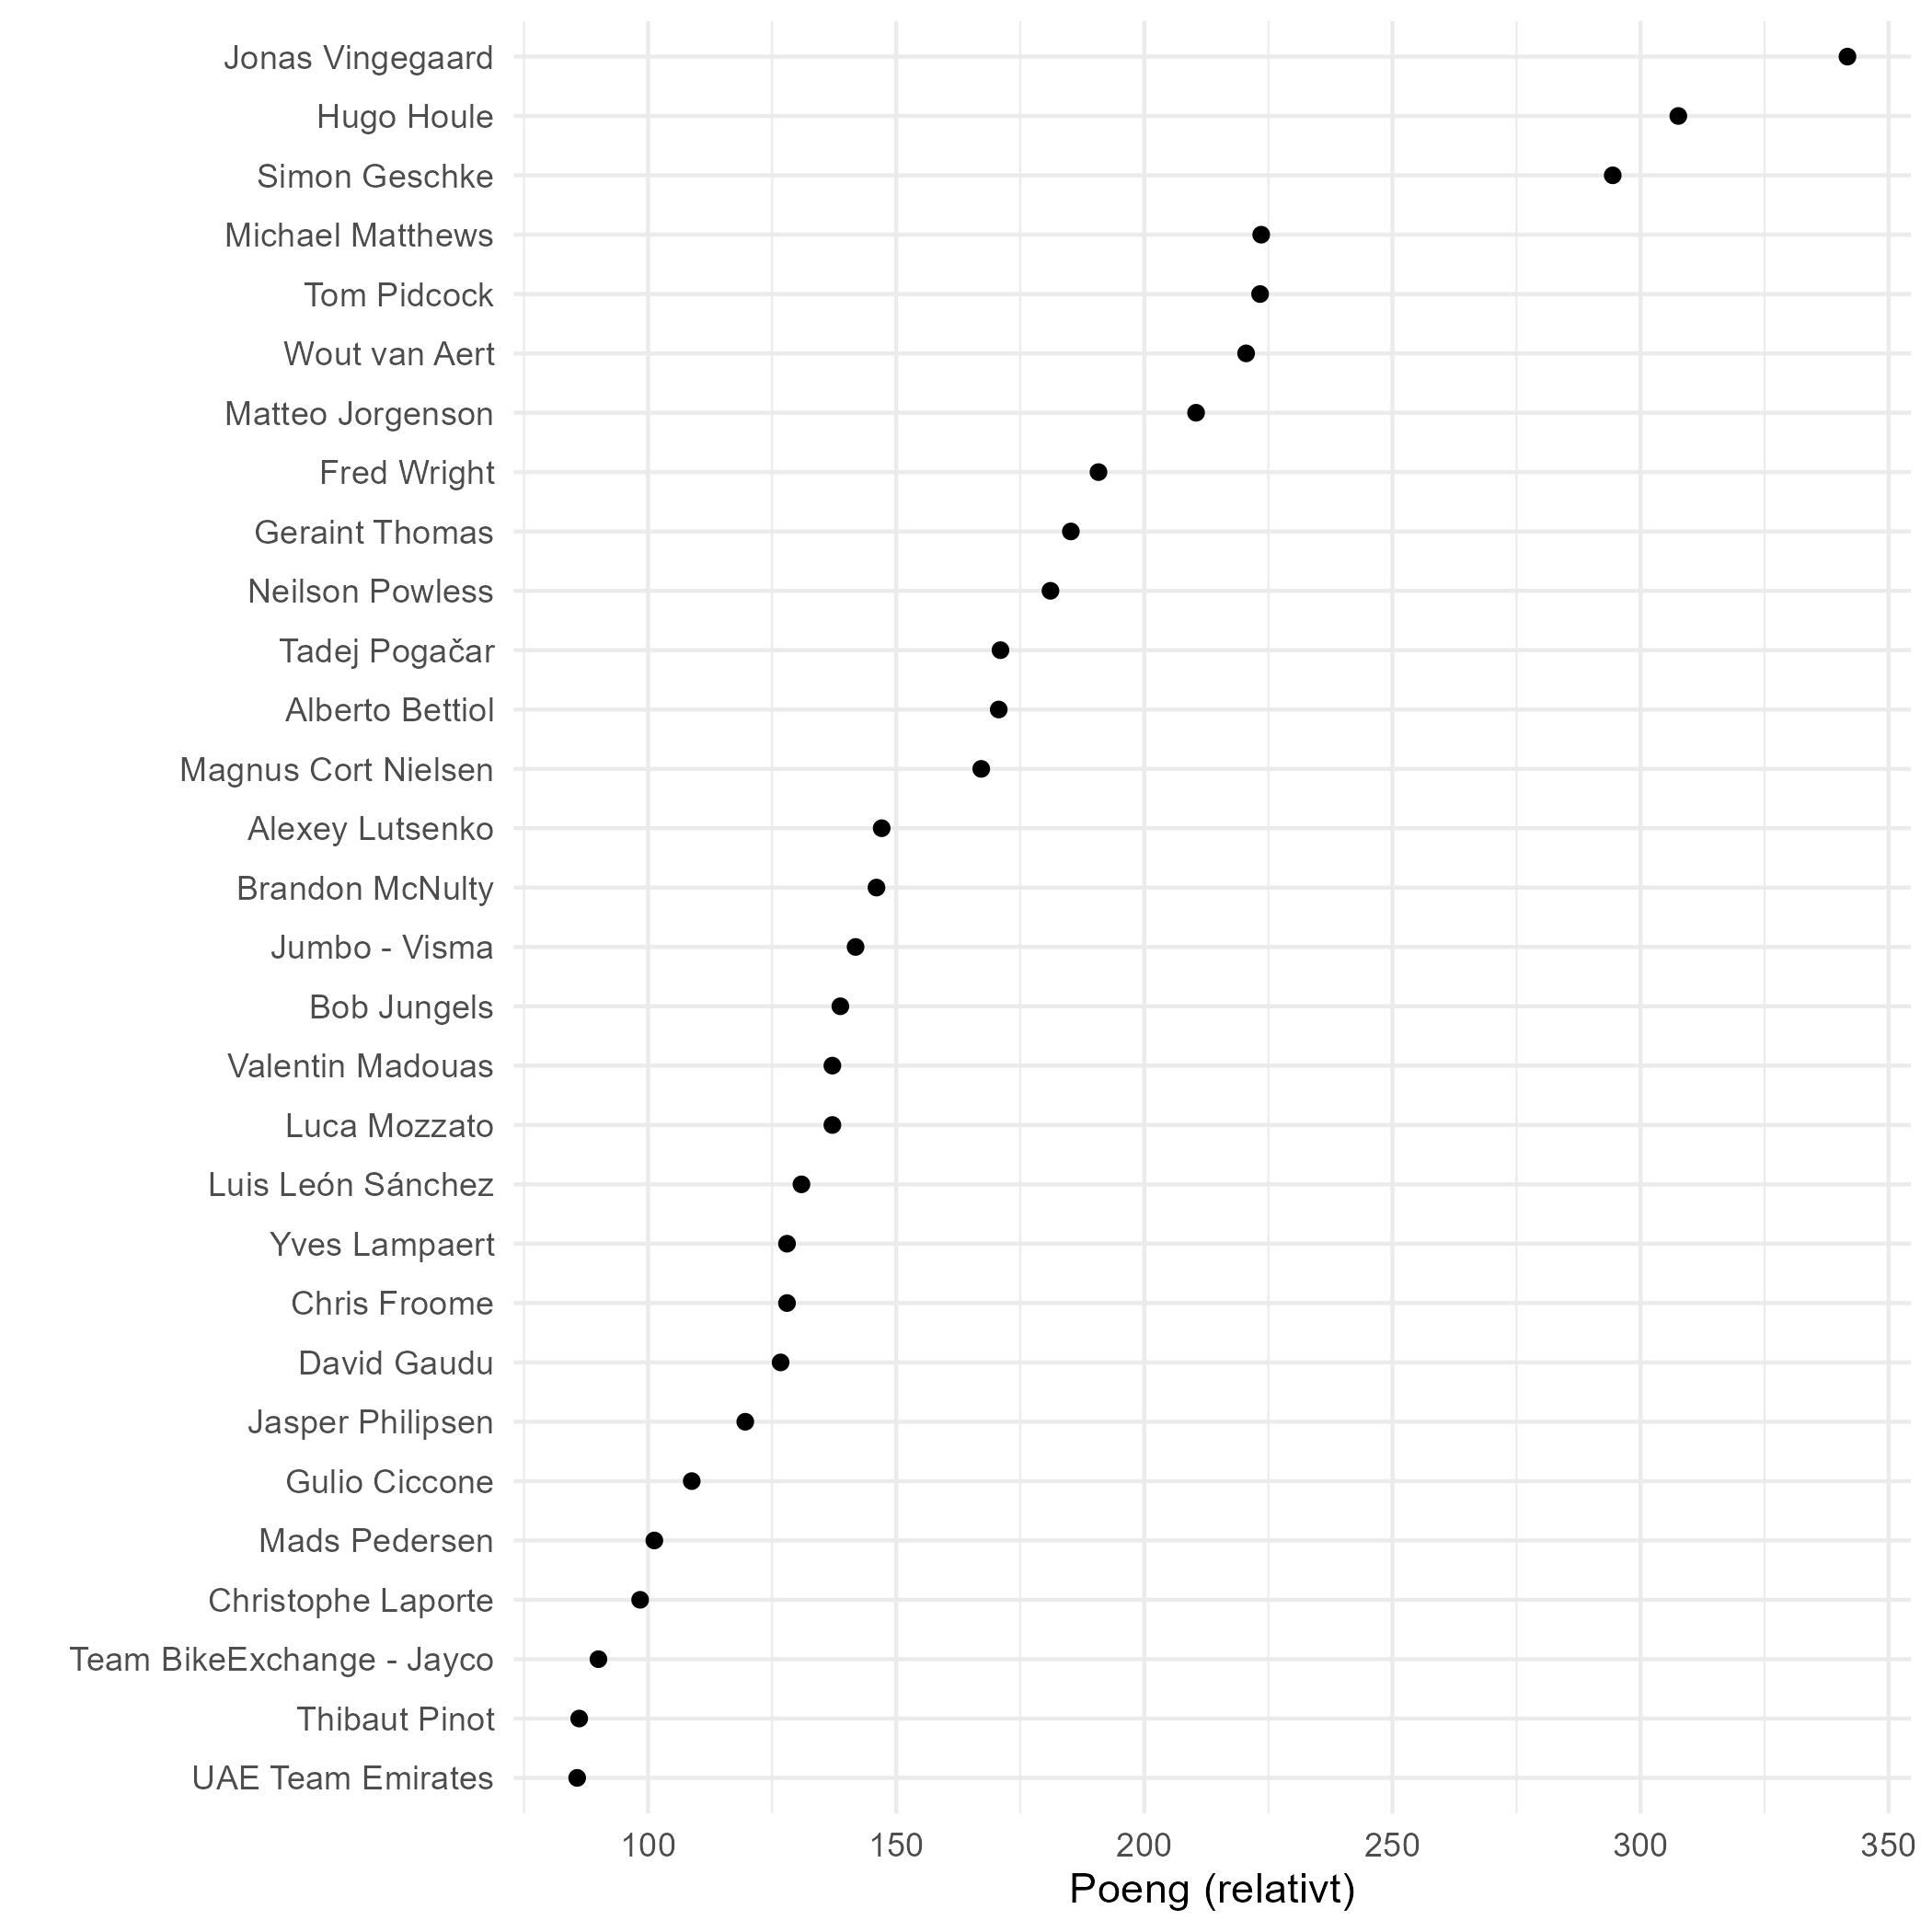 Jonas Vingegaard
Hugo Houle
Simon Geschke
Michael Matthews
Tom Pidcock
Wout van Aert
Matteo Jorgenson
Fred Wright
Geraint Thomas
Neilson Powless
Tadej Pogačar
Alberto Bettiol
Magnus Cort Nielsen
Alexey Lutsenko
Brandon McNulty
Jumbo - Visma
Bob Jungels
Valentin Madouas
Luca Mozzato
Luis León Sánchez
Yves Lampaert
Chris Froome
David Gaudu
Jasper Philipsen
Gulio Ciccone
Mads Pedersen
Christophe Laporte
Team BikeExchange - Jayco
Thibaut Pinot
UAE Team Emirates
100 150 200 250 300 350
Poeng (relativt)